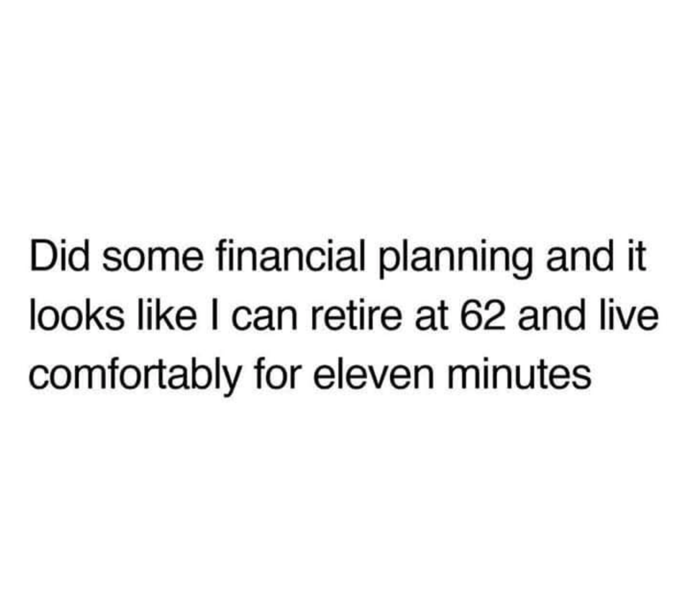 Did some financial planning and it
looks like I can retire at 62 and live
comfortably for eleven minutes